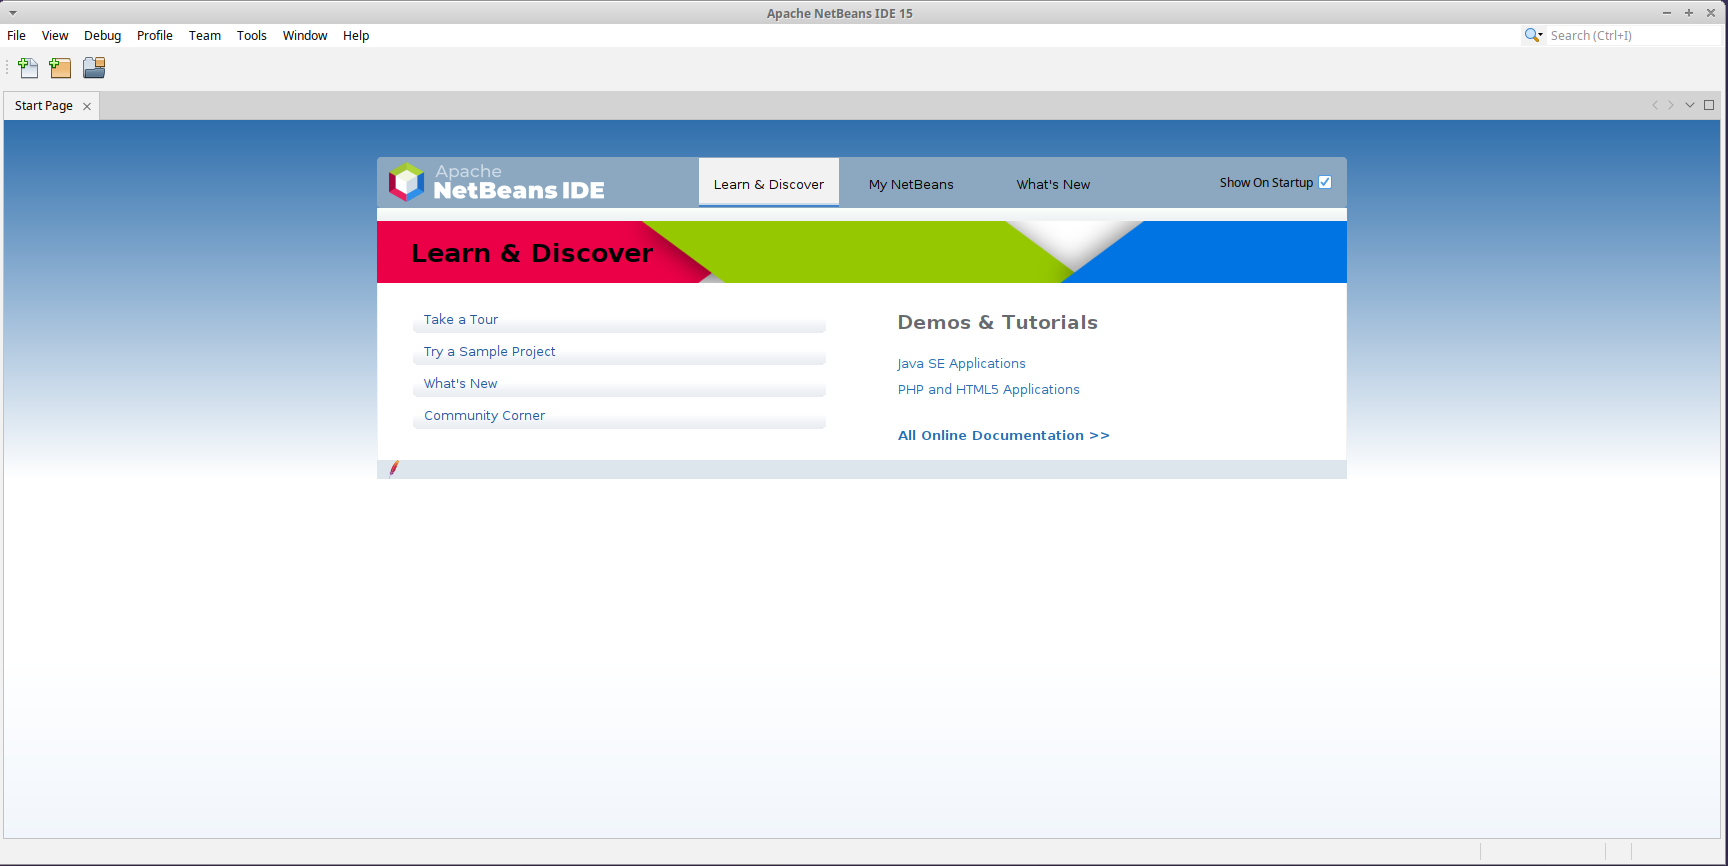 Apache NetBeans IDE 15
File View Debug Profile Team Tools Window Help
Search (Ctrl+I)
Start Page
Apache
NetBeans IDE
Learn & Discover
My NetBeans
What's New
Show On Startup
Learn & Discover
Take a Tour
Try a Sample Project
What's New
Community Corner
Demos & Tutorials
Java SE Applications
PHP and HTML5 Applications
All Online Documentation >>